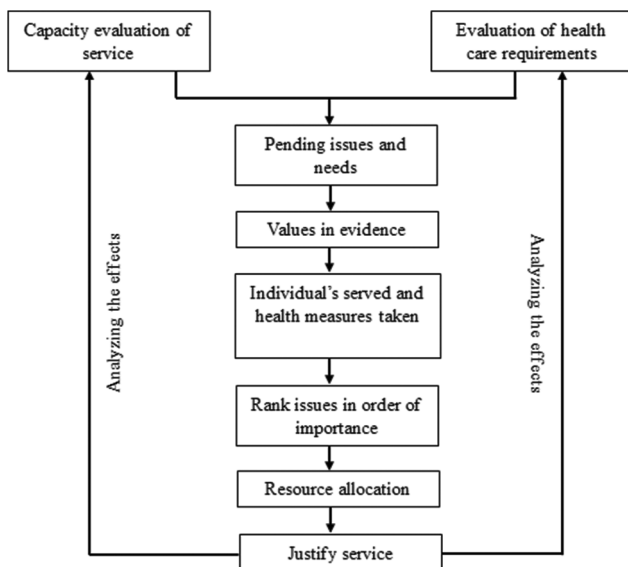 Capacity evaluation of
service
Evaluation of health
care requirements
Pending issues and
needs
Values in evidence
Individual's served and
health measures taken
Rank issues in order of
importance
Resource allocation
Justify service
Analyzing the effects
Analyzing the effects